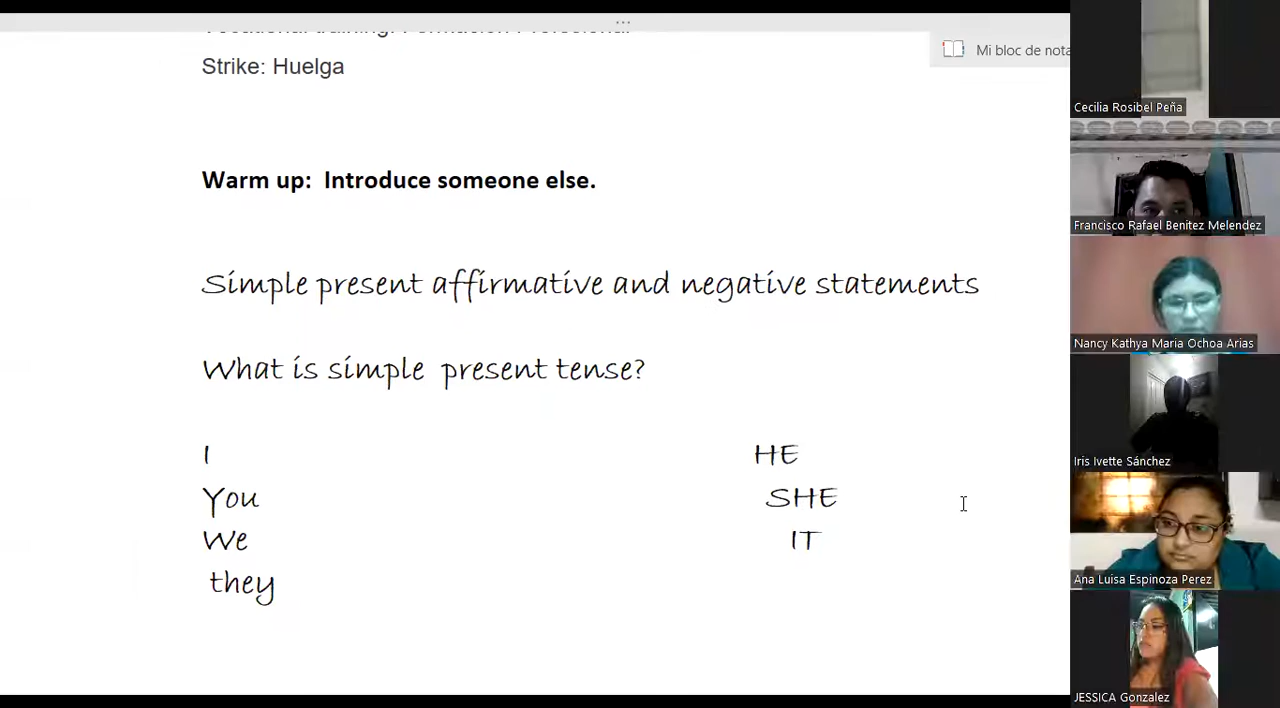 Strike: Huelga
Mi bloc de nota
Warm up: Introduce someone else.
Simple present affirmative and negative statements
What is simple present tense?
I
HE
You
SHE
We
IT
they
Cecilia Rosibel Peña
Francisco Rafael Benitez Melendez
Nancy Kathya Maria Ochoa Arias
Iris Ivette Sánchez
Ana Luisa Espinoza Perez
JESSICA Gonzalez